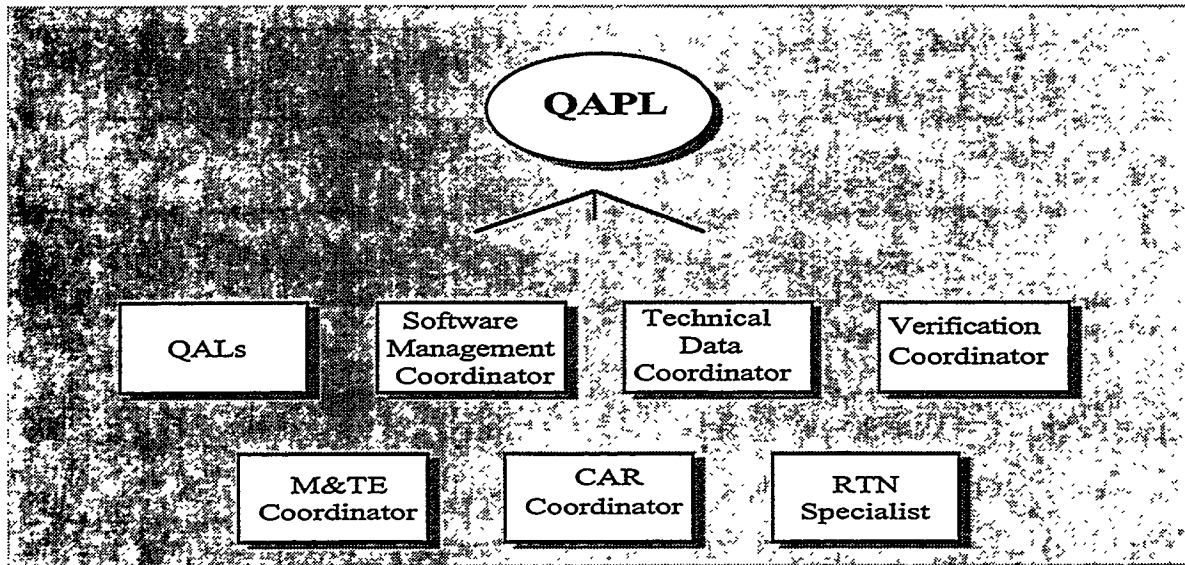 QAPL
QALs
Software
Management
Coordinator
Technical
Data
Coordinator
Verification
Coordinator
M&TE
Coordinator
CAR
Coordinator
RTN
Specialist